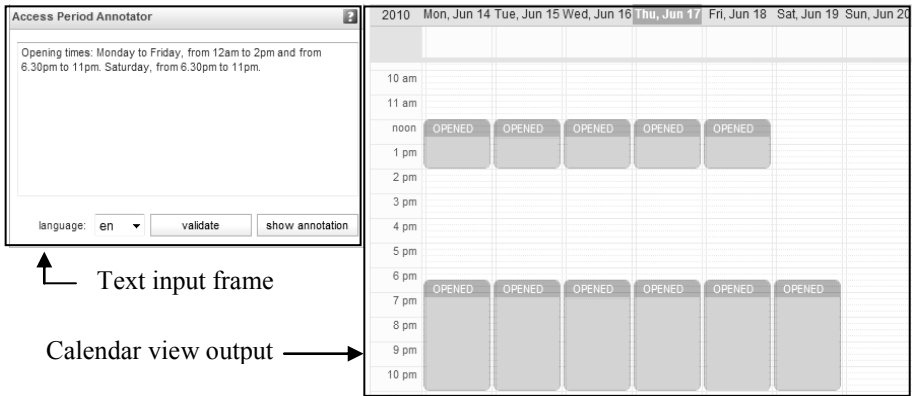 Access Period Annotator ?
Opening times: Monday to Friday, from 12am to 2pm and from
6.30pm to 11pm. Saturday, from 6.30pm to 11pm.
language: en validate show annotation
Text input frame
Calendar view output
2010 Mon, Jun 14 Tue, Jun 15 Wed, Jun 16 Thu, Jun 17 Fri, Jun 18 Sat, Jun 19 Sun, Jun 20
10 am
11 am
noon OPENED OPENED OPENED OPENED OPENED
1 pm
2 pm
3 pm
4 pm
5 pm
6 pm
OPENED OPENED OPENED OPENED OPENED OPENED
7 pm
8 pm
9 pm
10 pm